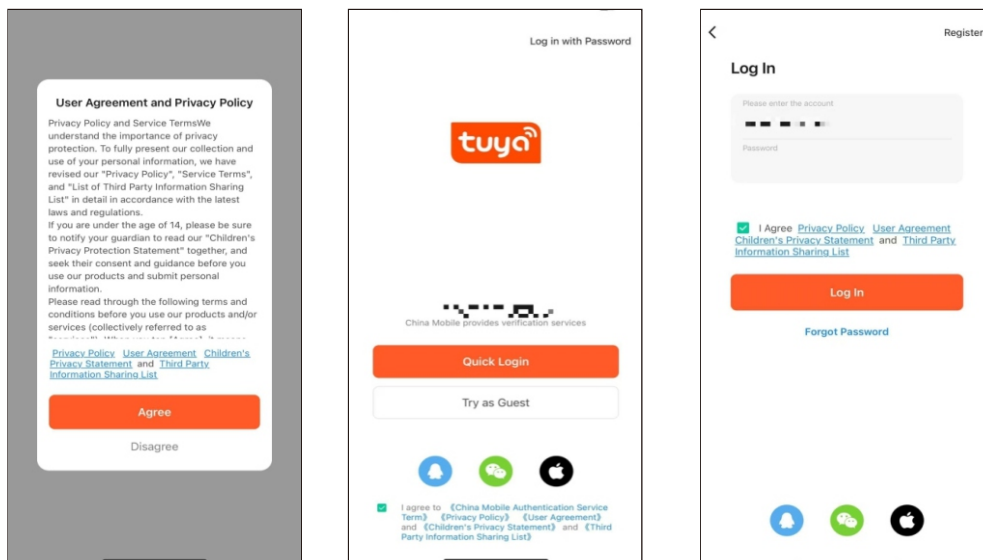 User Agreement and Privacy Policy
Privacy Policy and Service TermsWe
understand the importance of privacy
protection. To fully present our collection and
use of your personal information, we have
revised our "Privacy Policy", "Service Terms",
and "List of Third Party Information Sharing
List" in detail in accordance with the latest
laws and regulations.
If you are under the age of 14, please be sure
to notify your guardian to read our "Children's
Privacy Protection Statement" together, and
seek their consent and guidance before you
use our products and submit personal
information.
Please read through the following terms and
conditions before you use our products and/or
services (collectively referred to as
Privacy Policy User Agreement Children's
Privacy Statement and Third Party
Information Sharing List
Agree
Disagree
Log in with Password
tuya
China Mobile provides verification services
Quick Login
Try as Guest
I agree to 《China Mobile Authentication Service
Term》 《Privacy Policy》 《User Agreement》
and 《Children's Privacy Statement》 and 《Third
Party Information Sharing List》
Register
Log In
Please enter the account
Password
I Agree Privacy Policy User Agreement
Children's Privacy Statement and Third Party
Information Sharing List
Log In
Forgot Password